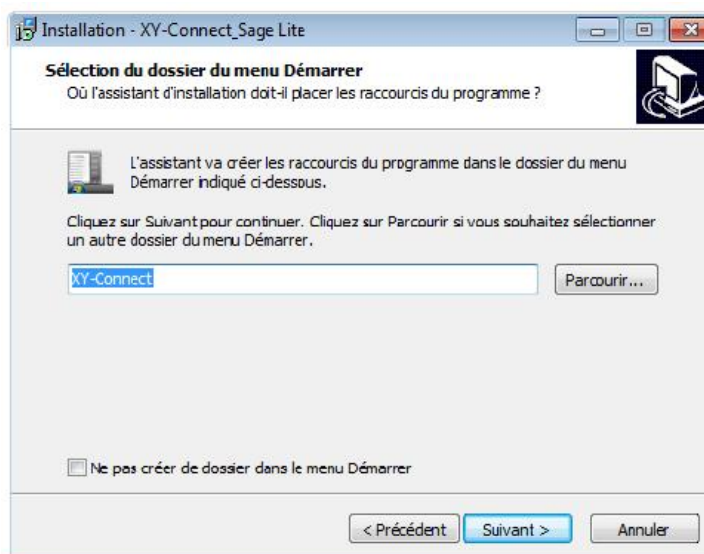 Installation - XY-Connect_Sage Lite
Sélection du dossier du menu Démarrer
Où l'assistant d'installation doit-il placer les raccourcis du programme ?
L'assistant va créer les raccourcis du programme dans le dossier du menu
Démarrer indiqué ci-dessous.
Cliquez sur Suivant pour continuer. Cliquez sur Parcourir si vous souhaitez sélectionner
un autre dossier du menu Démarrer.
XY-Connect
Parcourir...
Ne pas créer de dossier dans le menu Démarrer
< Précédent
Suivant >
Annuler